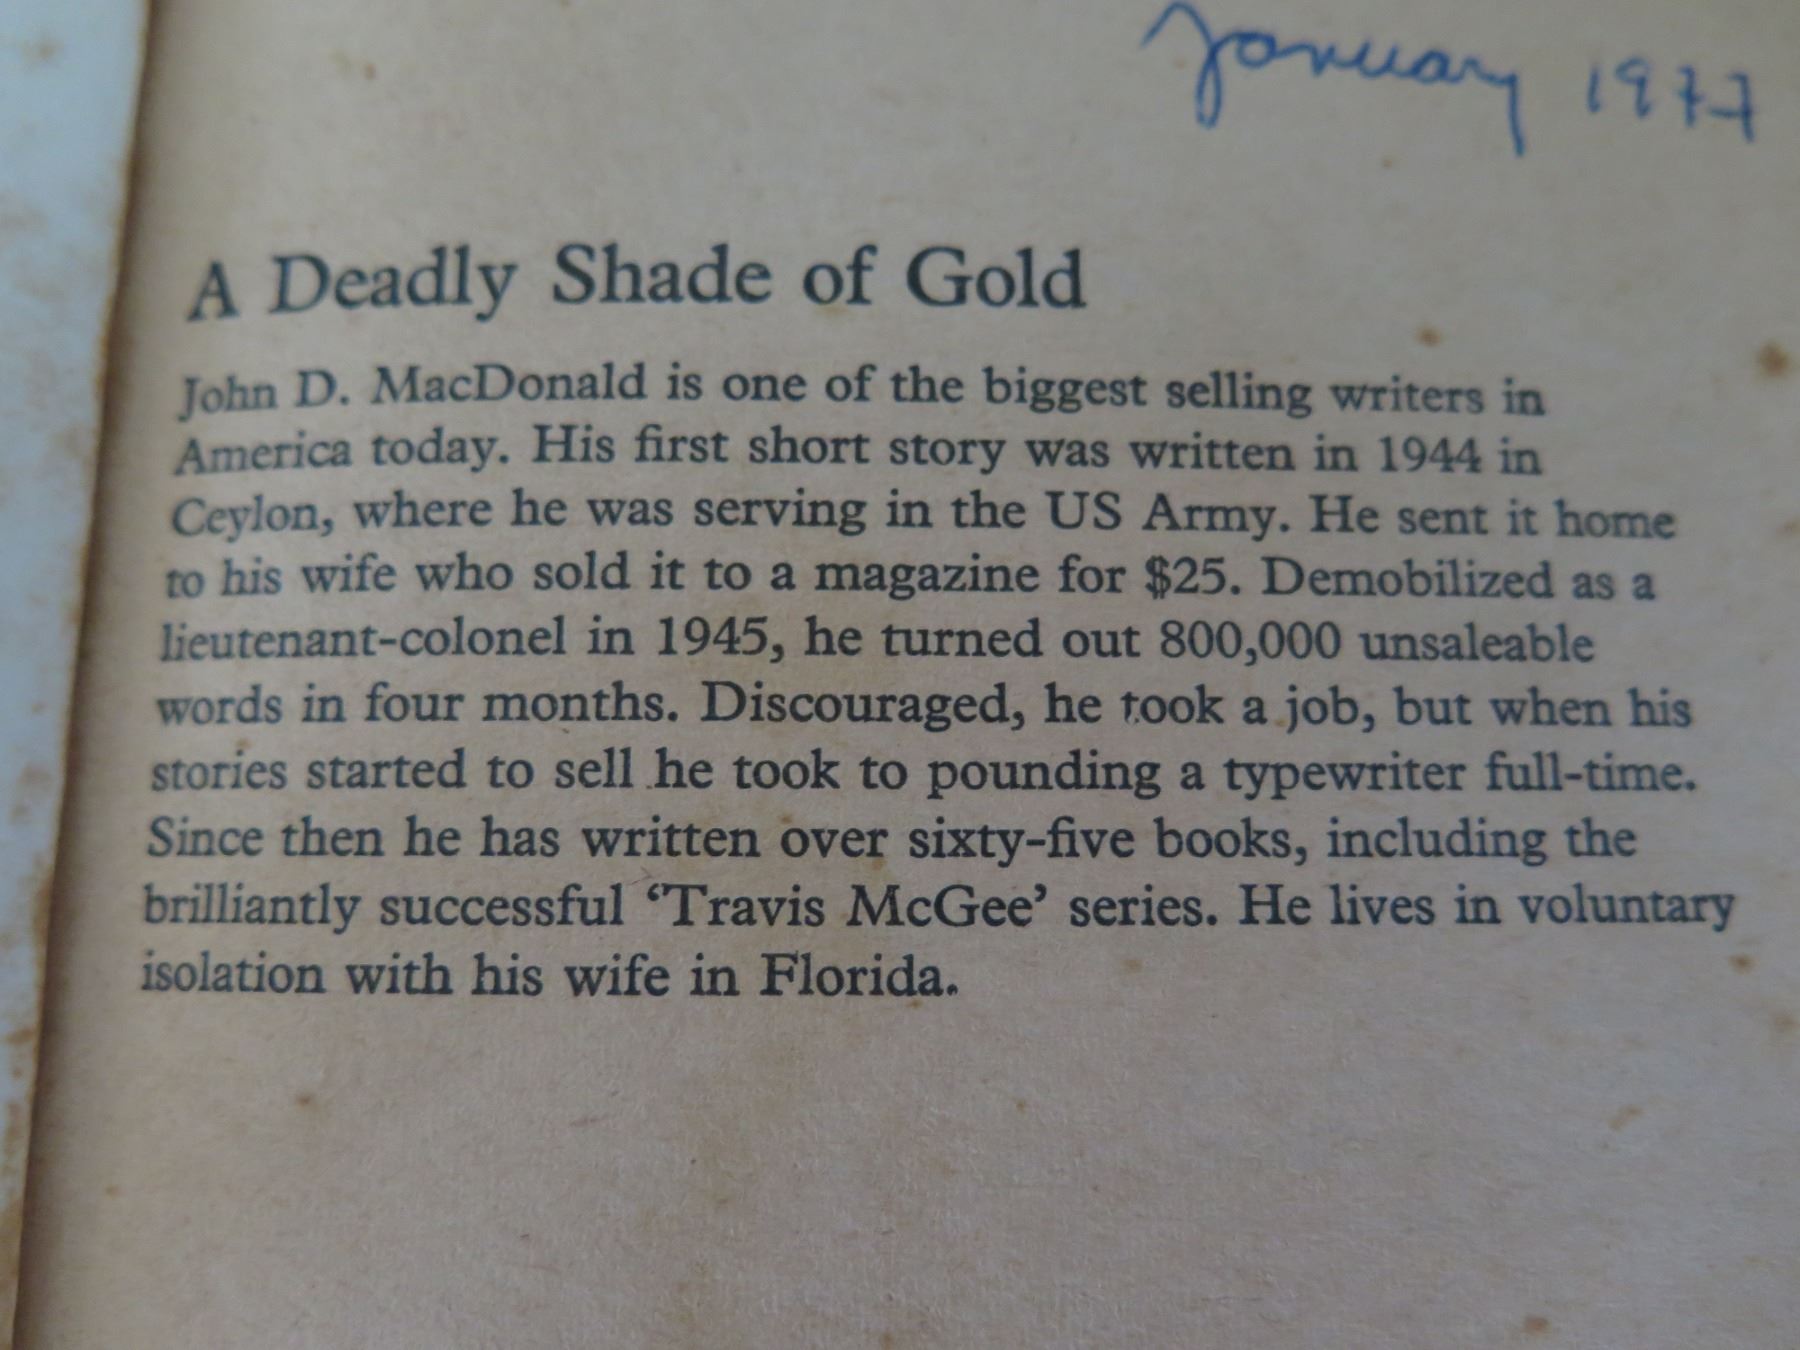 January 1977
A Deadly Shade of Gold
John D. MacDonald is one of the biggest selling writers in
America today. His first short story was written in 1944 in
Ceylon, where he was serving in the US Army. He sent it home
to his wife who sold it to a magazine for $25. Demobilized as a
lieutenant-colonel in 1945, he turned out 800,000 unsaleable
words in four months. Discouraged, he took a job, but when his
stories started to sell he took to pounding a typewriter full-time.
Since then he has written over sixty-five books, including the
brilliantly successful ‘Travis McGee’ series. He lives in voluntary
isolation with his wife in Florida.